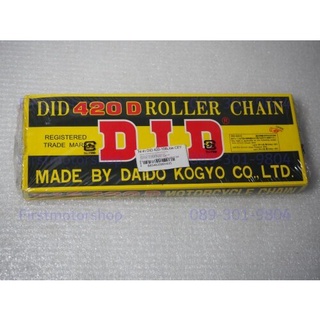 DID 420D ROLLER CHAIN
REGISTERED
TRADE MARK
D.I.D
MADE BY DAIDO KOGYO CO., LTD.
MOTORCYCLE CHAIN
Firstmotorshop
089-301-9804